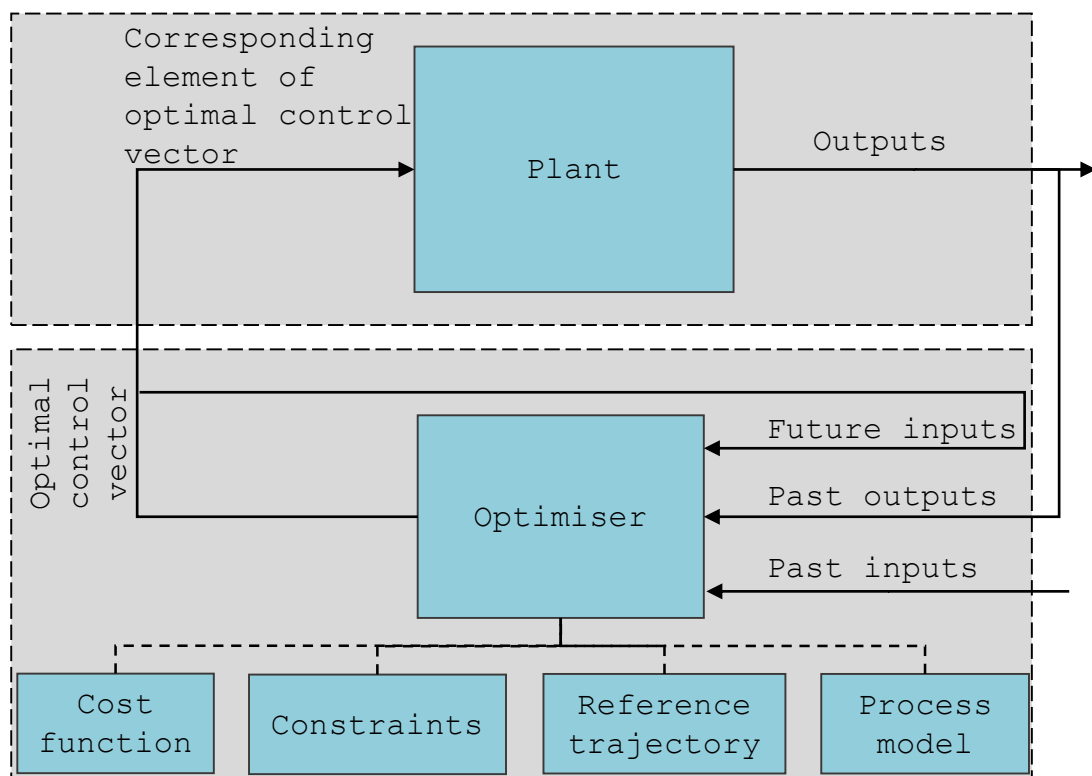 Corresponding
element of
optimal control
vector
Plant
Outputs
Optimal
control
vector
Future inputs
Optimiser
Past outputs
Past inputs
Cost
function
Constraints
Reference
trajectory
Process
model